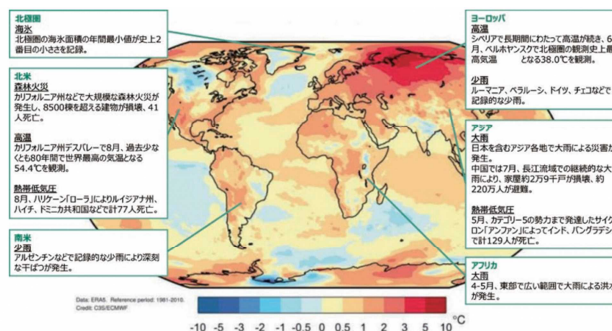 北極圏
海氷
北極圏の海氷面積の年間最小値が史上2
番目の小ささを記録。
北米
森林火災
カリフォルニア州などで大規模な森林火災が
発生し、8500棟を超える建物が損壊、41
人死亡。
高温
カリフォルニア州デスバレーで8月、過去少な
くとも80年間で世界最高の気温となる
54.4℃を観測。
熱帯低気圧
8月、ハリケーン「ローラ」によりルイジアナ州、
ハイチ、ドミニカ共和国などで計77人死亡。
南米
少雨
アルゼンチンなどで記録的な少雨により深刻
な干ばつが発生。
ヨーロッパ
高温
シベリアで長期間にわたって高温が続き、6
月、ベルホヤンスクで北極圏の観測史上最
高気温 となる38.0℃を観測。
少雨
ルーマニア、ベラルーシ、ドイツ、チェコなどで
記録的な少雨。
アジア
大雨
日本を含むアジア各地で大雨による災害が
発生。
中国では7月、長江流域での継続的な大
雨により、家屋約2万9千戸が損壊、約
220万人が避難。
熱帯低気圧
5月、カテゴリー5の勢力まで発達したサイク
ロン「アンファン」によってインド、バングラデシュ
で計129人が死亡。
アフリカ
大雨
4-5月、東部で広い範囲で大雨による洪水
が発生。
Data: ERA5. Reference period: 1981-2010.
Credit: C3S/ECMWF
-10 -5 -3 -2 -1 -0.5 0 0.5 1 2 3 5 10 °C